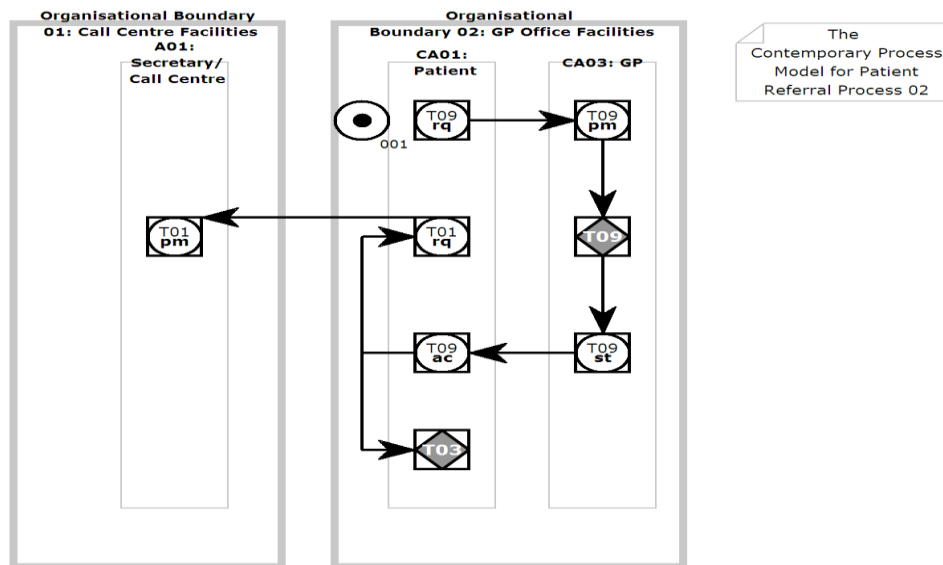 Organisational Boundary
01: Call Centre Facilities
A01:
Secretary/
Call Centre
Organisational
Boundary 02: GP Office Facilities
CA01:
Patient
CA03: GP
The
Contemporary Process
Model for Patient
Referral Process 02
001
T09
rq
T09
pm
T01
pm
T01
rq
T09
T09
ac
T09
st
T03